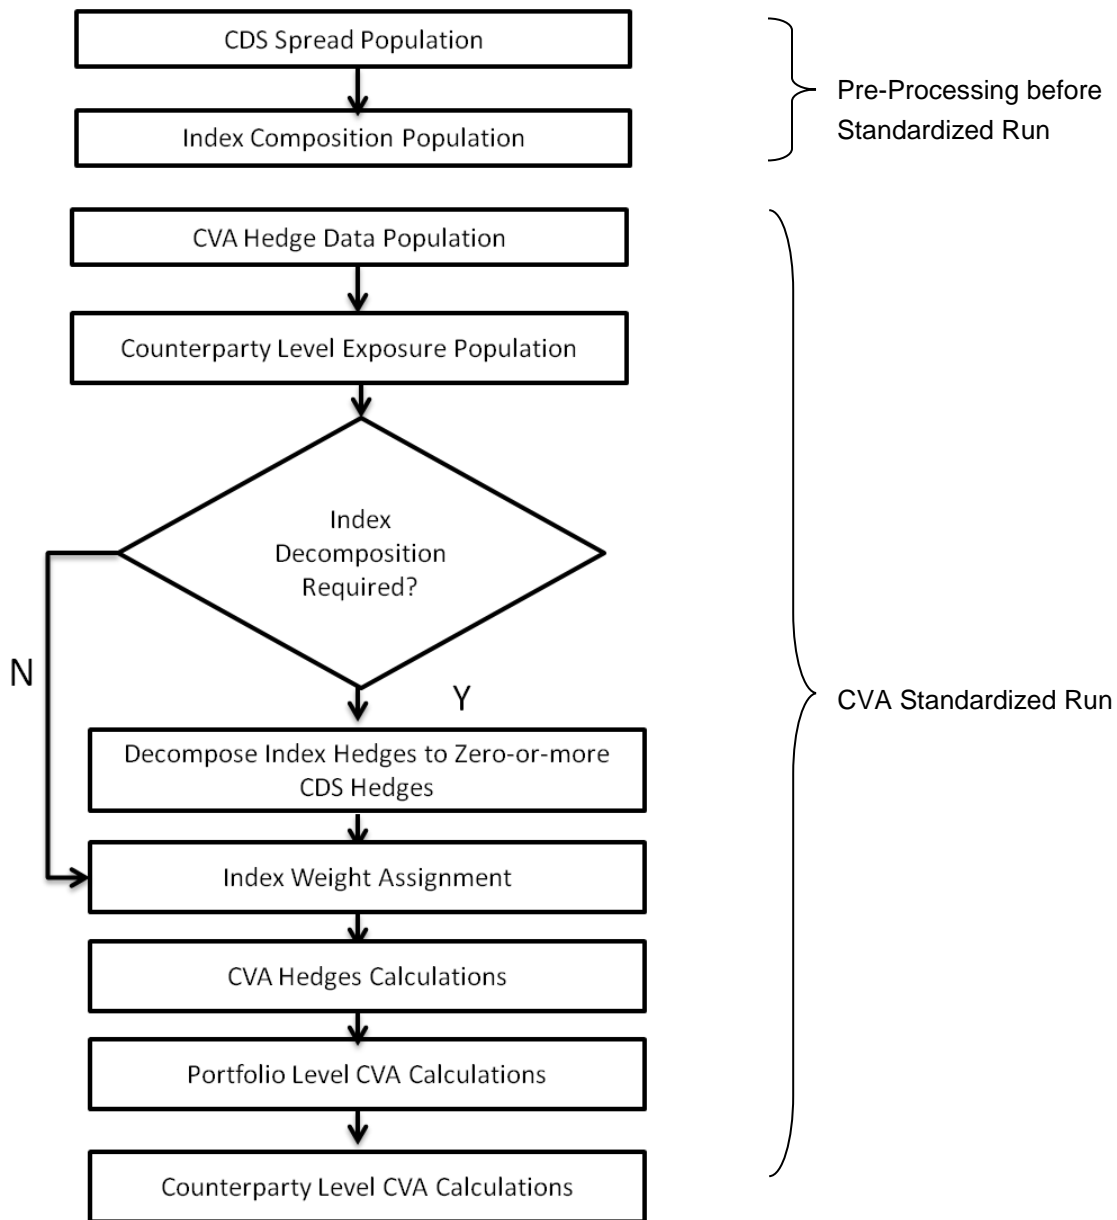 CDS Spread Population
Index Composition Population
Pre-Processing before
Standardized Run
CVA Hedge Data Population
Counterparty Level Exposure Population
Index
Decomposition
Required?
N
Y
CVA Standardized Run
Decompose Index Hedges to Zero-or-more
CDS Hedges
Index Weight Assignment
CVA Hedges Calculations
Portfolio Level CVA Calculations
Counterparty Level CVA Calculations